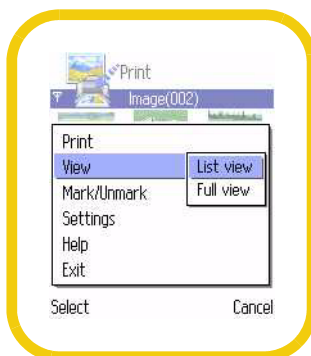 Print
Image(002)
Print
View
List view
Mark/Unmark
Full view
Settings
Help
Exit
Select Cancel